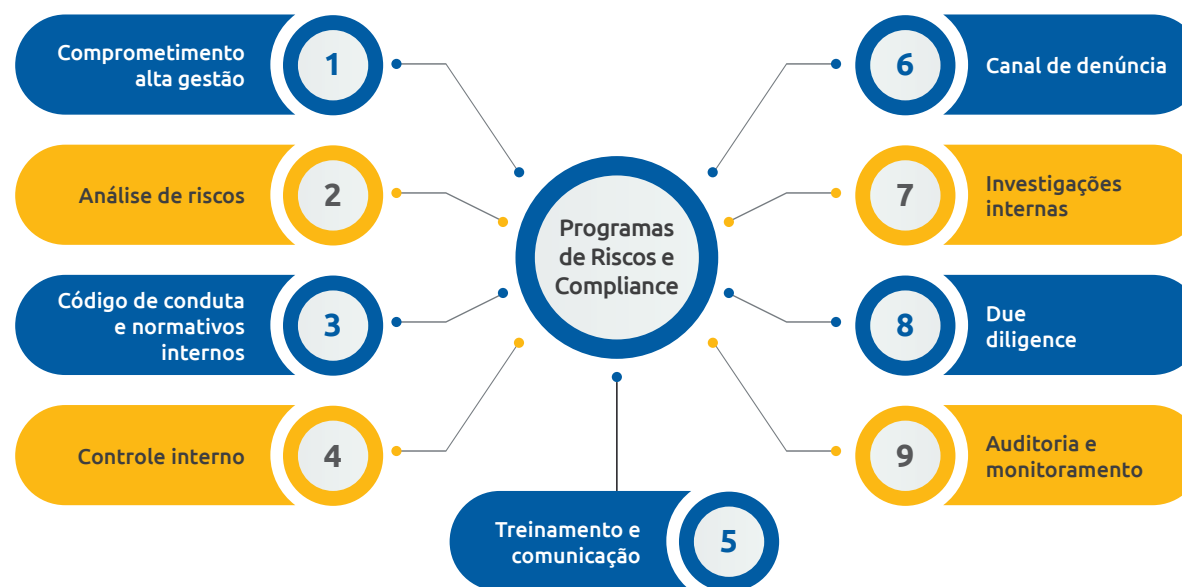 Comprometimento
alta gestão
1
Análise de riscos
2
Código de conduta
e normativos
internos
3
Controle interno
4
Programas
de Riscos e
Compliance
Treinamento e
comunicação
5
6
Canal de denúncia
7
Investigações
internas
8
Due
diligence
9
Auditoria e
monitoramento